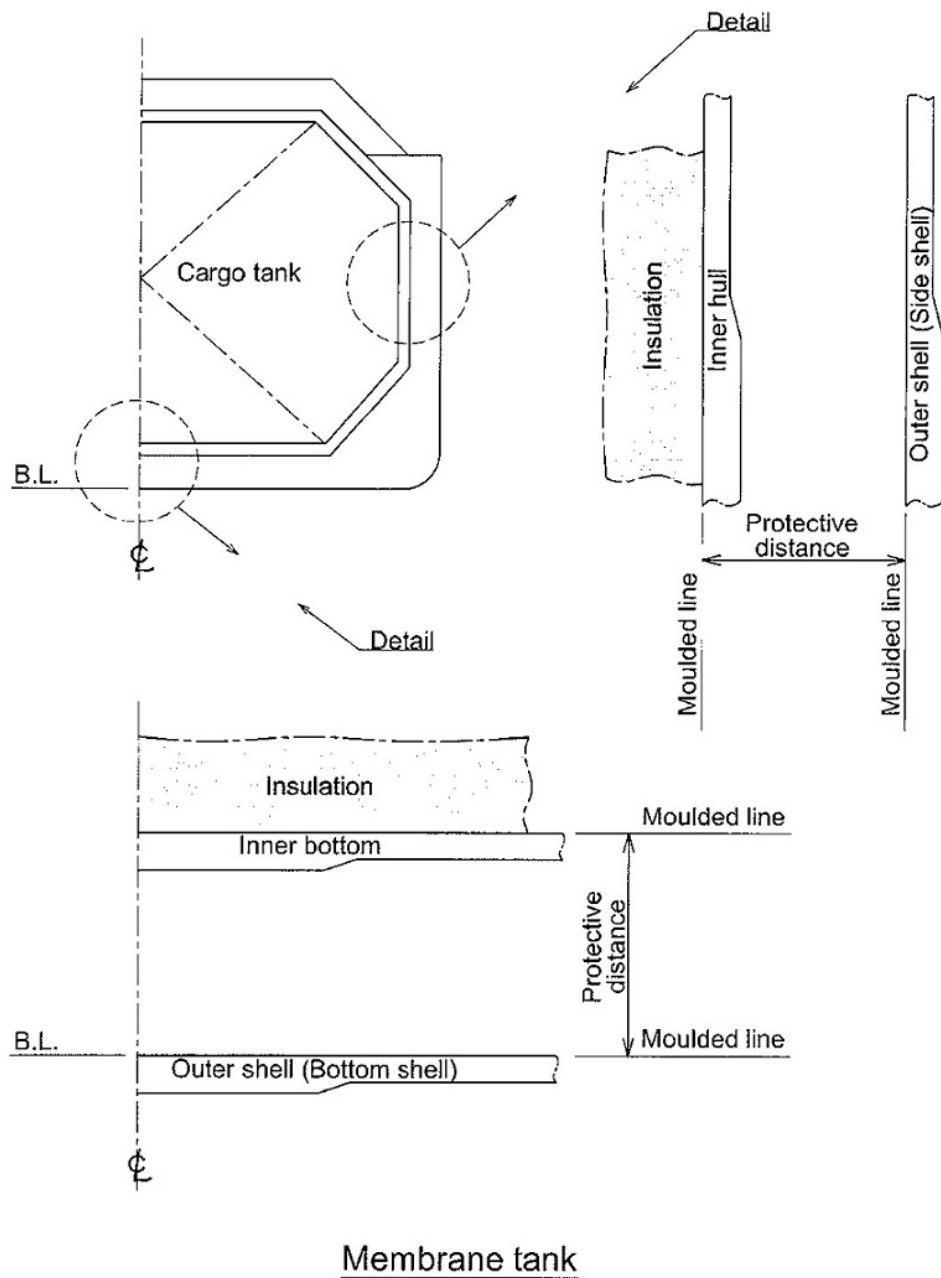 Detail
Cargo tank
Insulation
Inner hull
Outer shell (Side shell)
B.L.
℄
Protective
distance
Moulded line
Moulded line
Detail
Insulation
Moulded line
Inner bottom
Protective
distance
B.L.
Moulded line
Outer shell (Bottom shell)
℄
Membrane tank